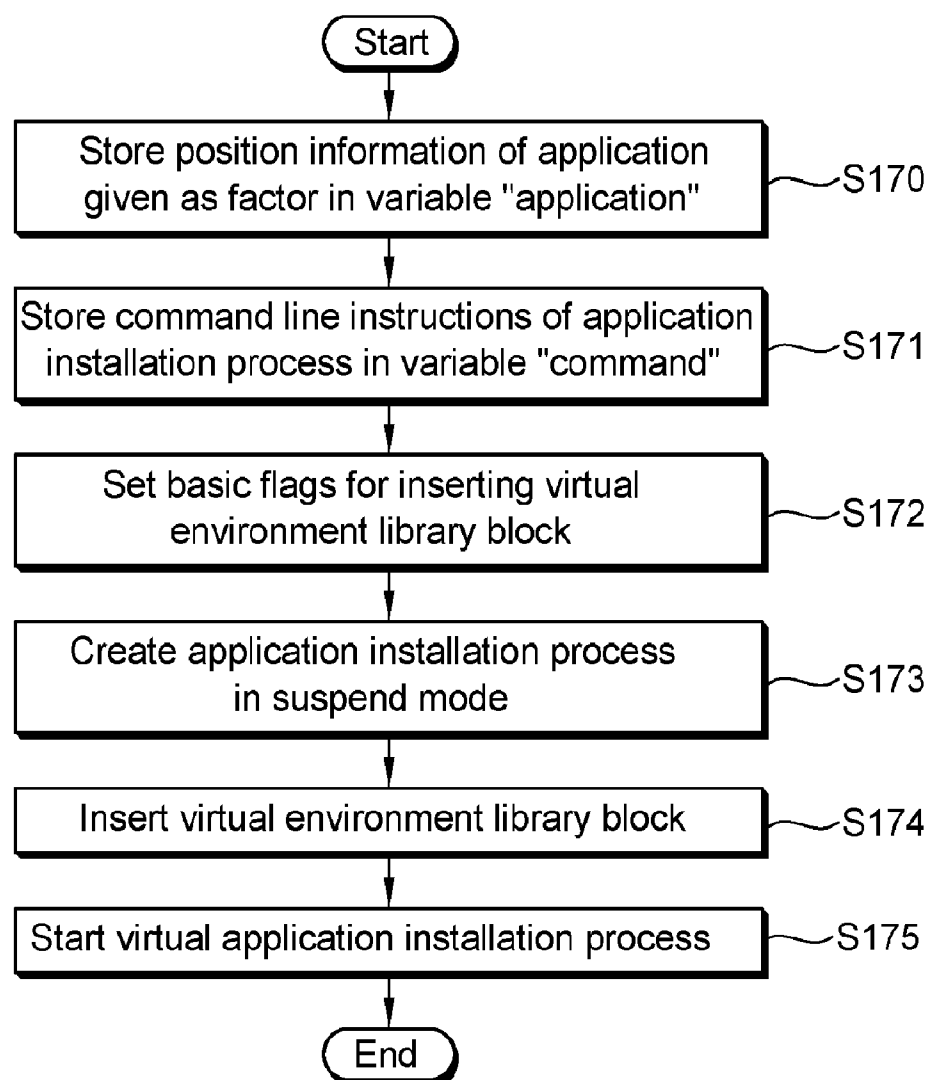 Start
Store position information of application
given as factor in variable "application"
S170
Store command line instructions of application
installation process in variable "command"
S171
Set basic flags for inserting virtual
environment library block
S172
Create application installation process
in suspend mode
S173
Insert virtual environment library block
S174
Start virtual application installation process
S175
End